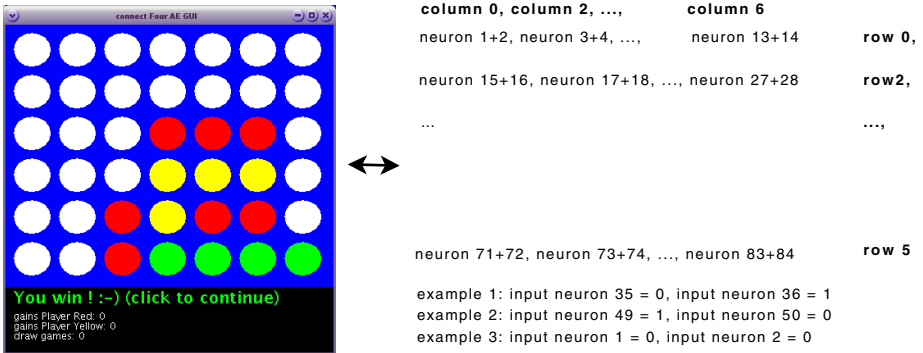 connect Four AE GUI
You win ! :-) (click to continue)
gains Player Red: 0
gains Player Yellow: 0
draw games: 0
column 0, column 2, ..., column 6
neuron 1+2, neuron 3+4, ..., neuron 13+14 row 0,
neuron 15+16, neuron 17+18, ..., neuron 27+28 row2,
... ...,
neuron 71+72, neuron 73+74, ..., neuron 83+84 row 5
example 1: input neuron 35 = 0, input neuron 36 = 1
example 2: input neuron 49 = 1, input neuron 50 = 0
example 3: input neuron 1 = 0, input neuron 2 = 0